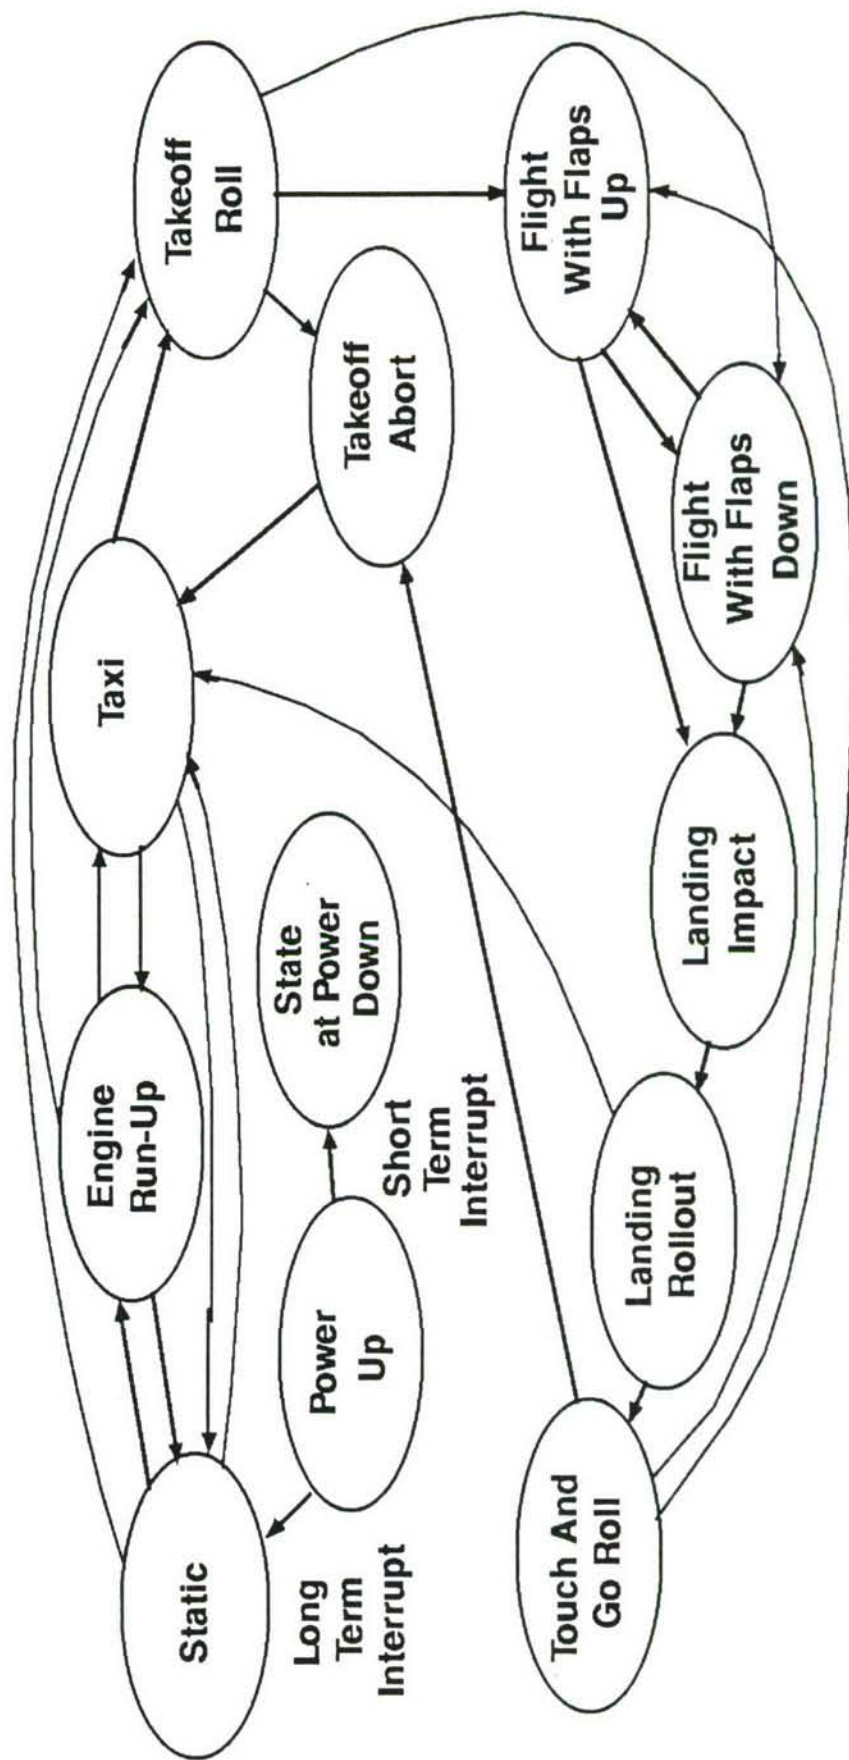 Static
Engine
Run-Up
Taxi
Takeoff
Roll
Long
Term
Interrupt
Power
Up
Short
Term
Interrupt
State
at Power
Down
Takeoff
Abort
Touch And
Go Roll
Landing
Rollout
Landing
Impact
Flight
With Flaps
Down
Flight
With Flaps
Up